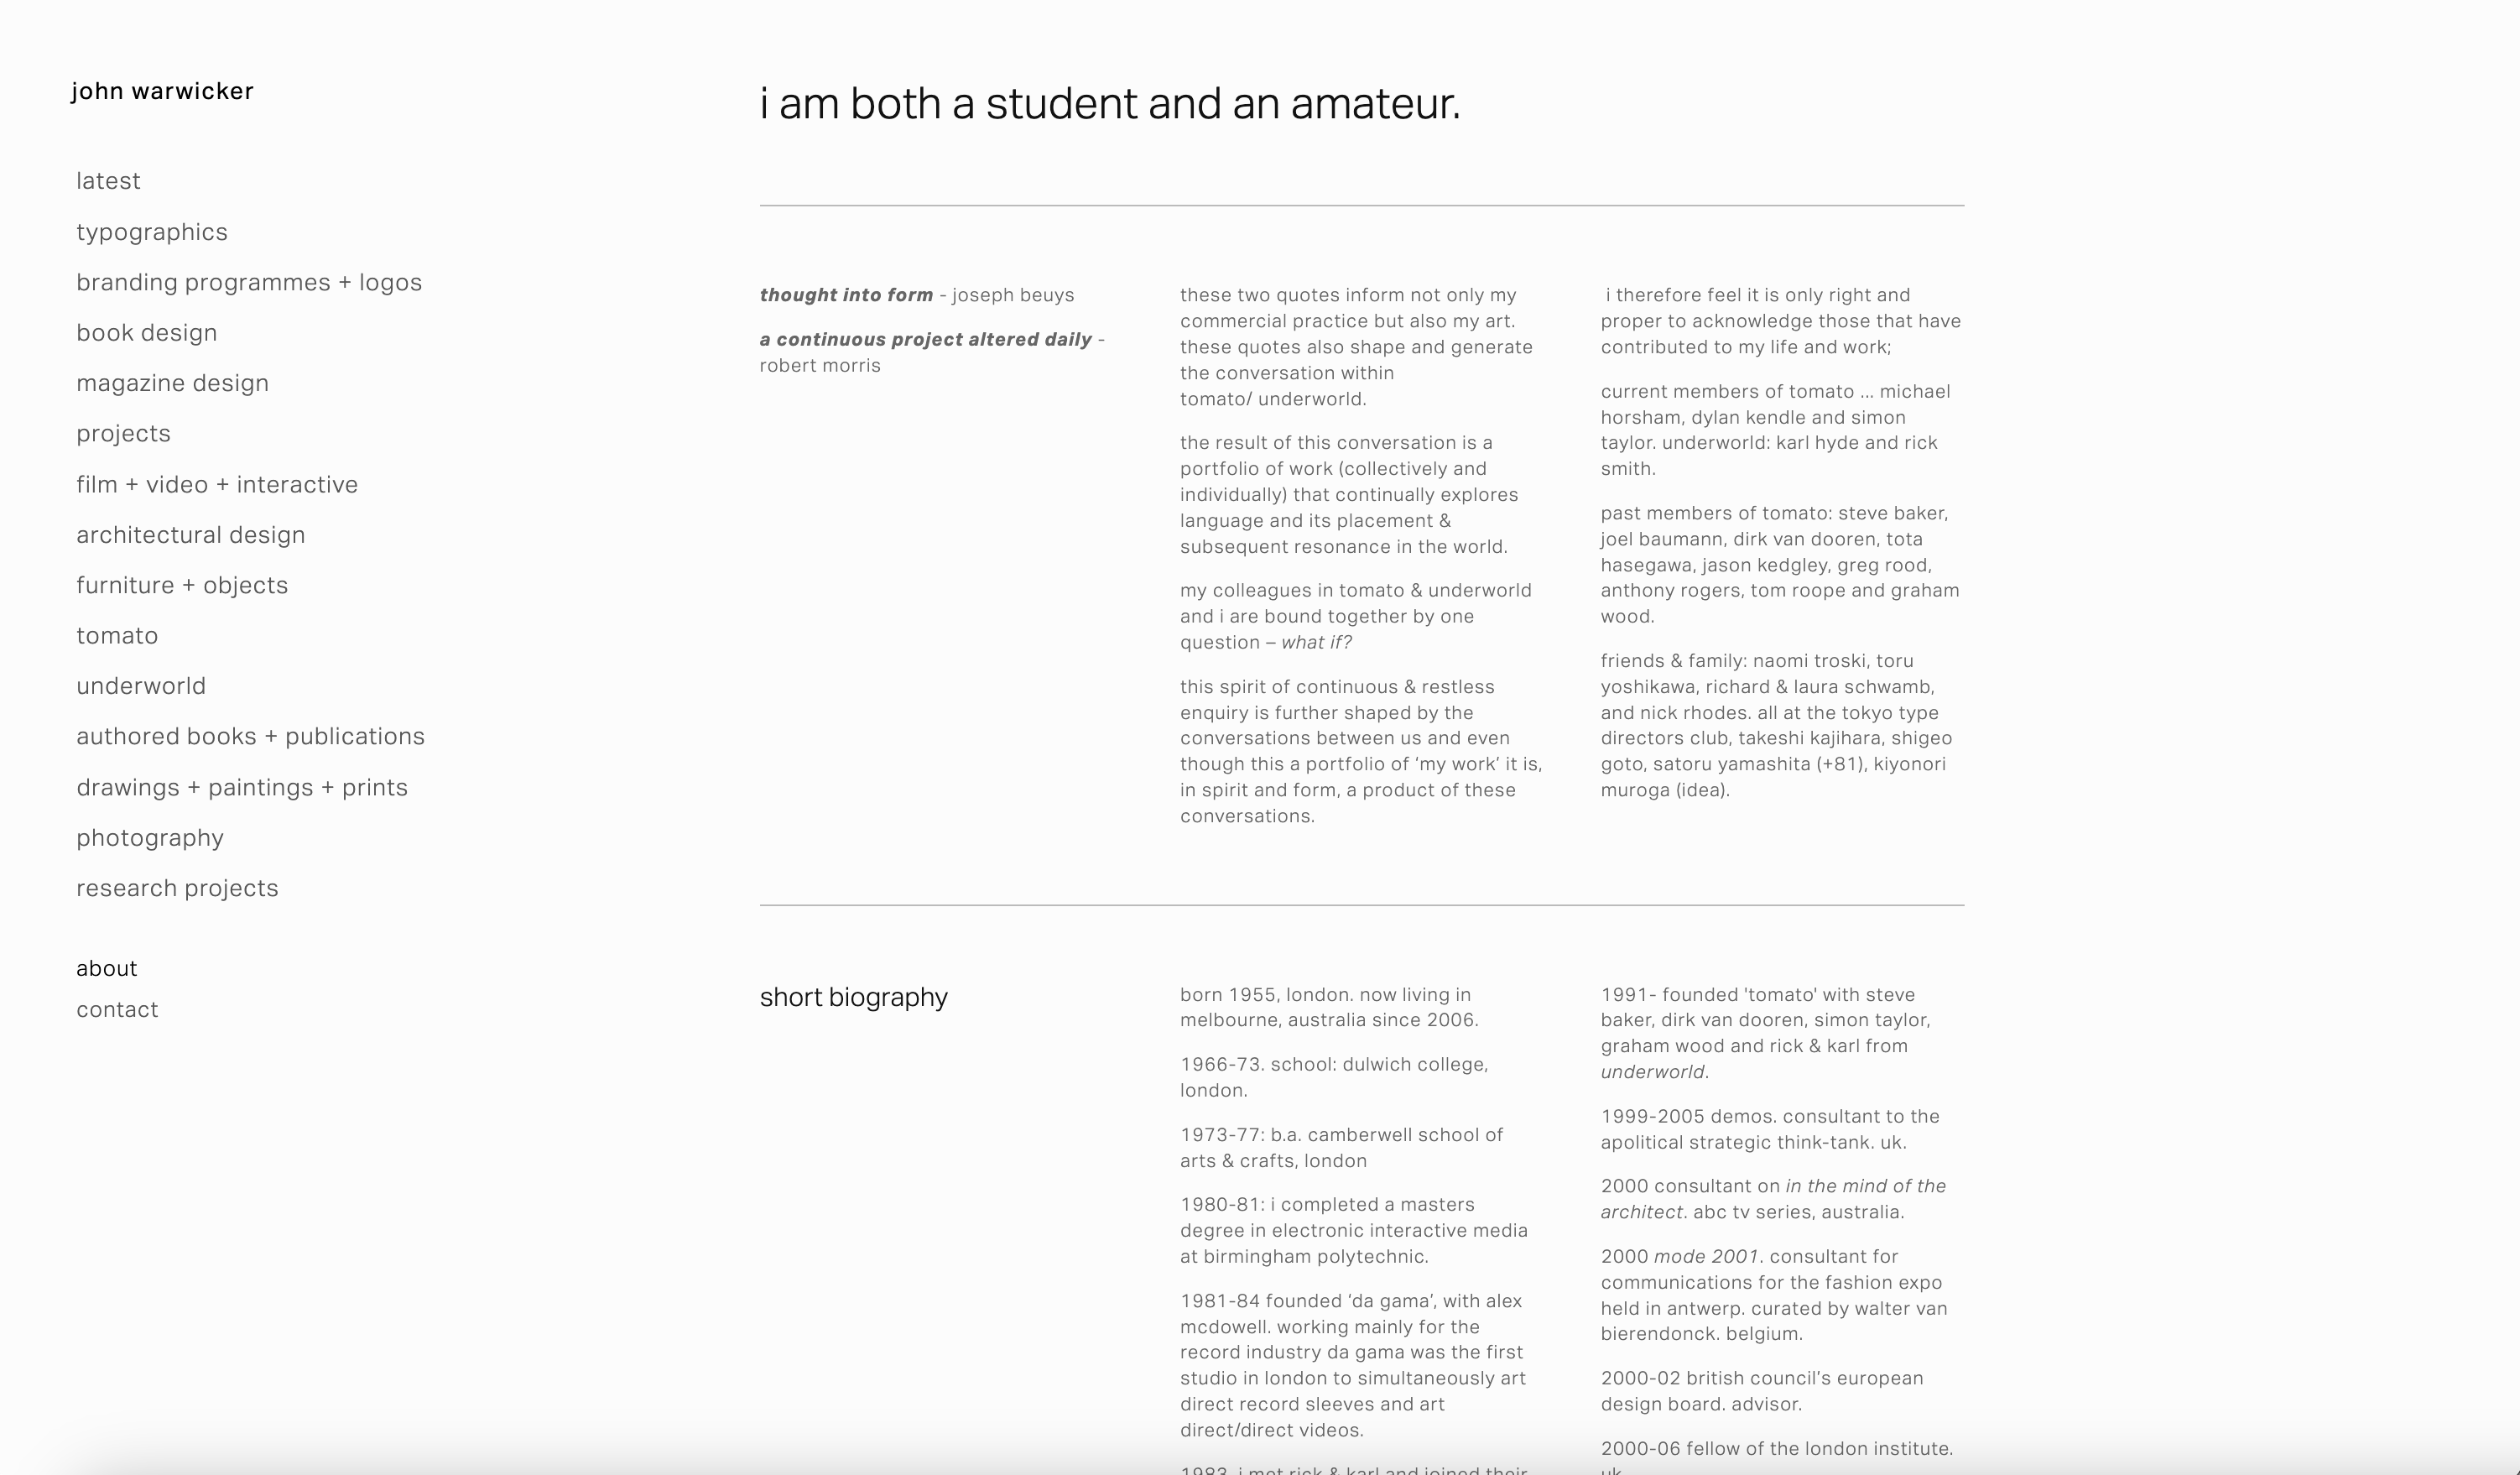 john warwicker
latest
typographics
branding programmes + logos
book design
magazine design
projects
film + video + interactive
architectural design
furniture + objects
tomato
underworld
authored books + publications
drawings + paintings + prints
photography
research projects
about
contact
i am both a student and an amateur.
thought into form - joseph beuys
a continuous project altered daily -
robert morris
these two quotes inform not only my
commercial practice but also my art.
these quotes also shape and generate
the conversation within
tomato/ underworld.
the result of this conversation is a
portfolio of work (collectively and
individually) that continually explores
language and its placement &
subsequent resonance in the world.
my colleagues in tomato & underworld
and i are bound together by one
question – what if?
this spirit of continuous & restless
enquiry is further shaped by the
conversations between us and even
though this a portfolio of ‘my work’ it is,
in spirit and form, a product of these
conversations.
i therefore feel it is only right and
proper to acknowledge those that have
contributed to my life and work;
current members of tomato ... michael
horsham, dylan kendle and simon
taylor. underworld: karl hyde and rick
smith.
past members of tomato: steve baker,
joel baumann, dirk van dooren, tota
hasegawa, jason kedgley, greg rood,
anthony rogers, tom roope and graham
wood.
friends & family: naomi troski, toru
yoshikawa, richard & laura schwamb,
and nick rhodes. all at the tokyo type
directors club, takeshi kajihara, shigeo
goto, satoru yamashita (+81), kiyonori
muroga (idea).
short biography
born 1955, london. now living in
melbourne, australia since 2006.
1966-73. school: dulwich college,
london.
1973-77: b.a. camberwell school of
arts & crafts, london
1980-81: i completed a masters
degree in electronic interactive media
at birmingham polytechnic.
1981-84 founded ‘da gama’, with alex
mcdowell. working mainly for the
record industry da gama was the first
studio in london to simultaneously art
direct record sleeves and art
direct/direct videos.
1983. i met rick & karl and joined their
1991- founded 'tomato' with steve
baker, dirk van dooren, simon taylor,
graham wood and rick & karl from
underworld.
1999-2005 demos. consultant to the
apolitical strategic think-tank. uk.
2000 consultant on in the mind of the
architect. abc tv series, australia.
2000 mode 2001. consultant for
communications for the fashion expo
held in antwerp. curated by walter van
bierendonck. belgium.
2000-02 british council’s european
design board. advisor.
2000-06 fellow of the london institute.
uk